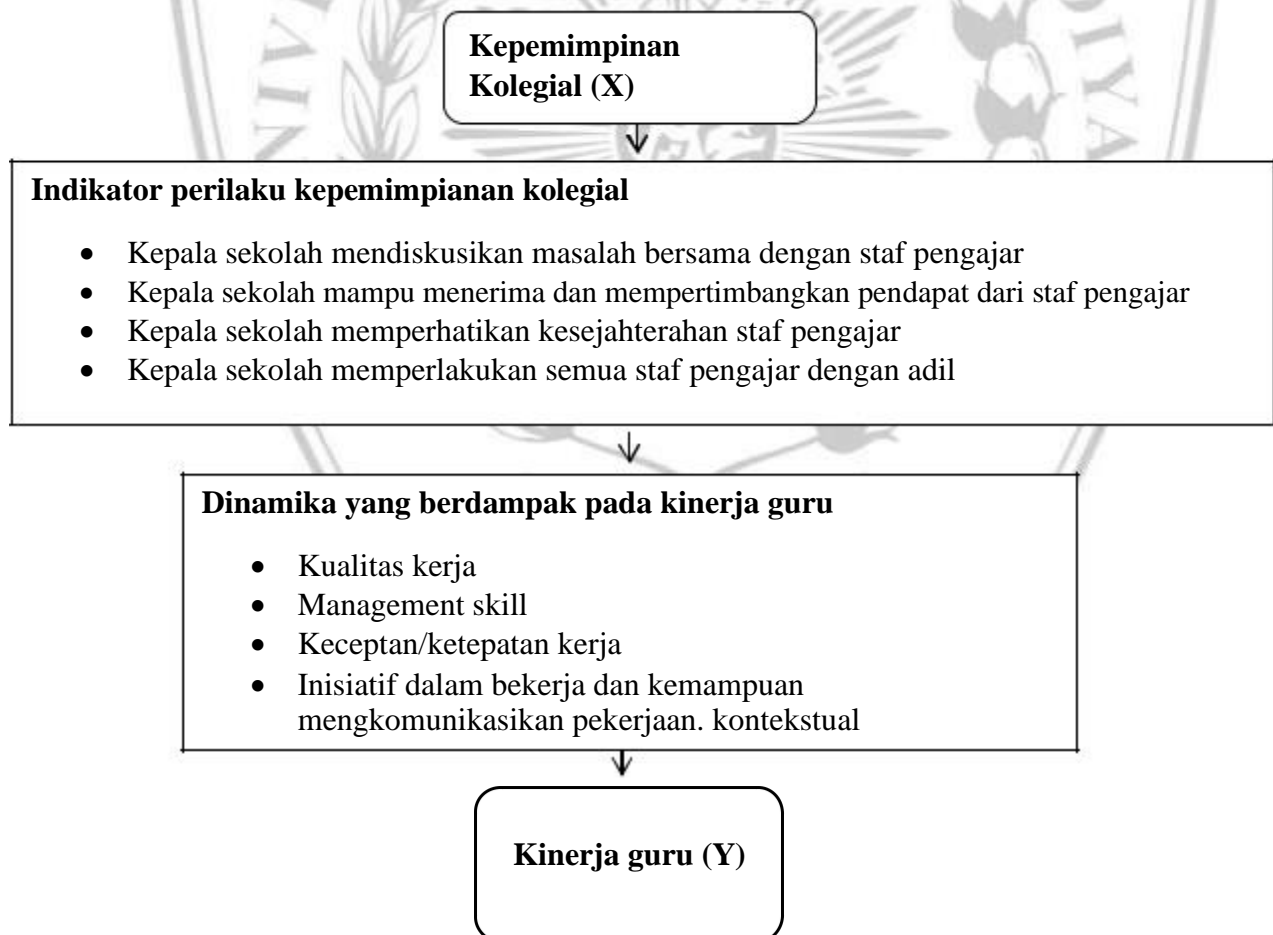 Kepemimpinan
Kolegial (X)
Indikator perilaku kepemimpianan kolegial
• Kepala sekolah mendiskusikan masalah bersama dengan staf pengajar
• Kepala sekolah mampu menerima dan mempertimbangkan pendapat dari staf pengajar
• Kepala sekolah memperhatikan kesejahterahan staf pengajar
• Kepala sekolah memperlakukan semua staf pengajar dengan adil
Dinamika yang berdampak pada kinerja guru
• Kualitas kerja
• Management skill
• Keceptan/ketepatan kerja
• Inisiatif dalam bekerja dan kemampuan
mengkomunikasikan pekerjaan. kontekstual
Kinerja guru (Y)